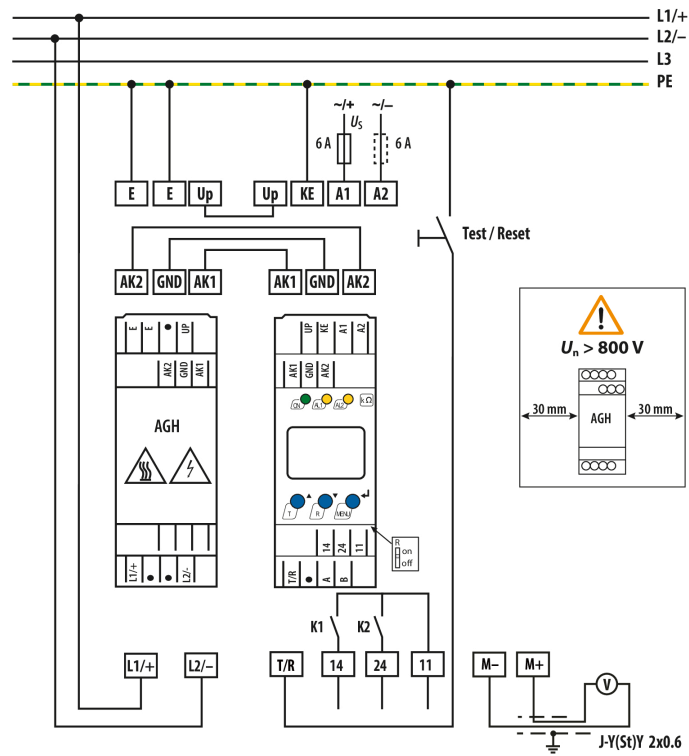 L1/+
L2/−
L3
PE
~/+ ~/−
Us
6 A 6 A
E E Up Up KE A1 A2
Test / Reset
AK2 GND AK1 AK1 GND AK2
E E UP
UP KE A1 A2
AK2 GND AK1
AK1 GND AK2
ON AL1 AL2 kΩ
AGH
T R MENU
R
on
off
14 24 11
L1/+ L2/-
T/R A B
Un > 800 V
30 mm AGH 30 mm
K1 K2
L1/+ L2/− T/R 14 24 11 M− M+
V
J-Y(St)Y 2x0.6